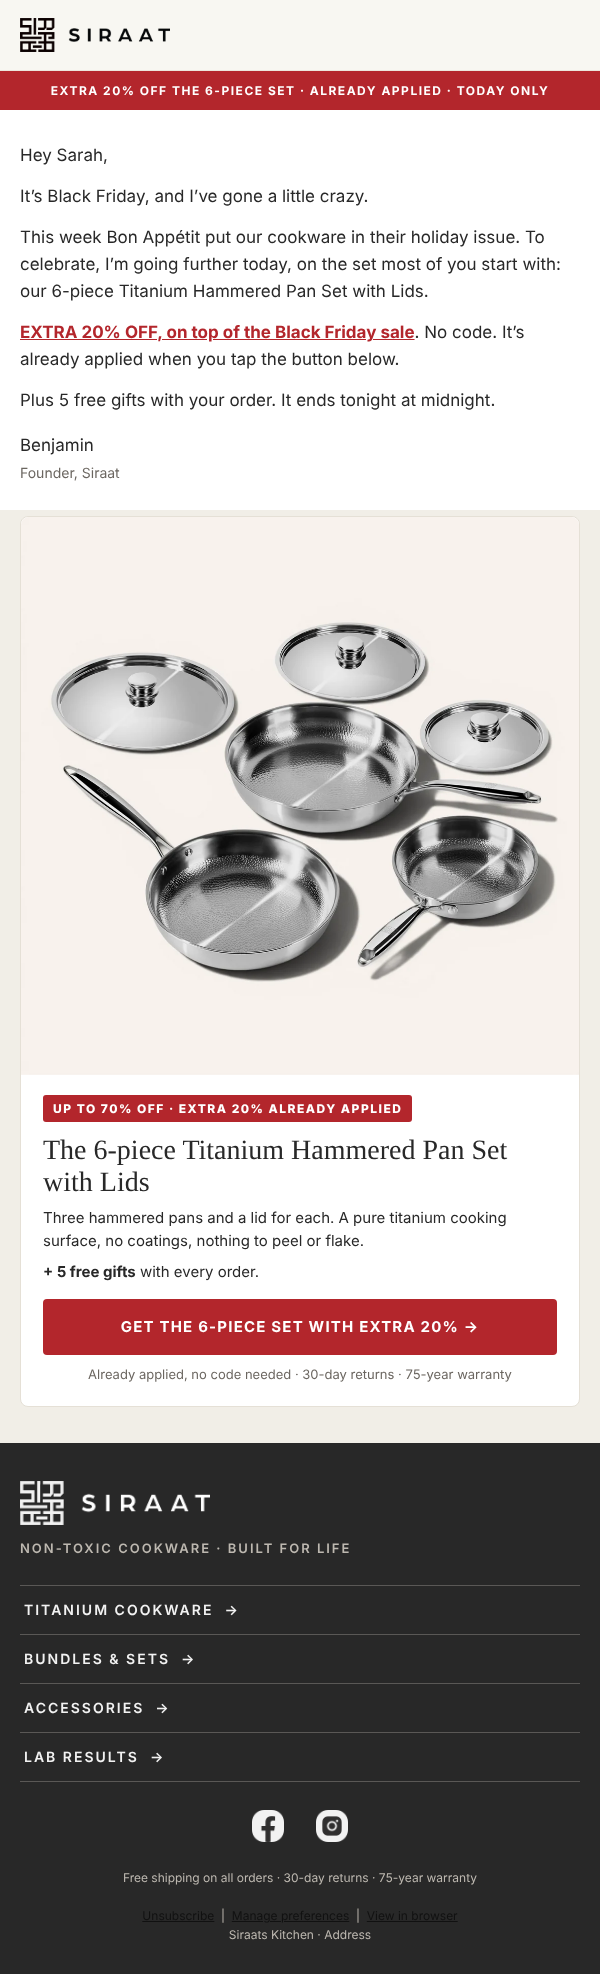 SIRAAT
EXTRA 20% OFF THE 6-PIECE SET · ALREADY APPLIED · TODAY ONLY
Hey Sarah,
It’s Black Friday, and I’ve gone a little crazy.
This week Bon Appétit put our cookware in their holiday issue. To
celebrate, I’m going further today, on the set most of you start with:
our 6-piece Titanium Hammered Pan Set with Lids.
EXTRA 20% OFF, on top of the Black Friday sale. No code. It’s
already applied when you tap the button below.
Plus 5 free gifts with your order. It ends tonight at midnight.
Benjamin
Founder, Siraat
UP TO 70% OFF · EXTRA 20% ALREADY APPLIED
The 6-piece Titanium Hammered Pan Set
with Lids
Three hammered pans and a lid for each. A pure titanium cooking
surface, no coatings, nothing to peel or flake.
+ 5 free gifts with every order.
GET THE 6-PIECE SET WITH EXTRA 20% →
Already applied, no code needed · 30-day returns · 75-year warranty
SIRAAT
NON-TOXIC COOKWARE · BUILT FOR LIFE
TITANIUM COOKWARE →
BUNDLES & SETS →
ACCESSORIES →
LAB RESULTS →
Free shipping on all orders · 30-day returns · 75-year warranty
Unsubscribe | Manage preferences | View in browser
Siraats Kitchen · Address